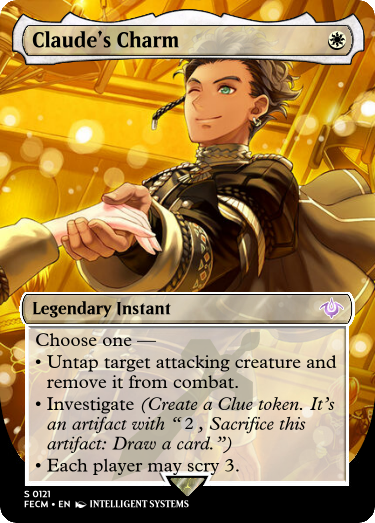 Claude's Charm
Legendary Instant
Choose one —
• Untap target attacking creature and
remove it from combat.
• Investigate (Create a Clue token. It's
an artifact with “2, Sacrifice this
artifact: Draw a card.”)
• Each player may scry 3.
S 0121
FECM • EN INTELLIGENT SYSTEMS